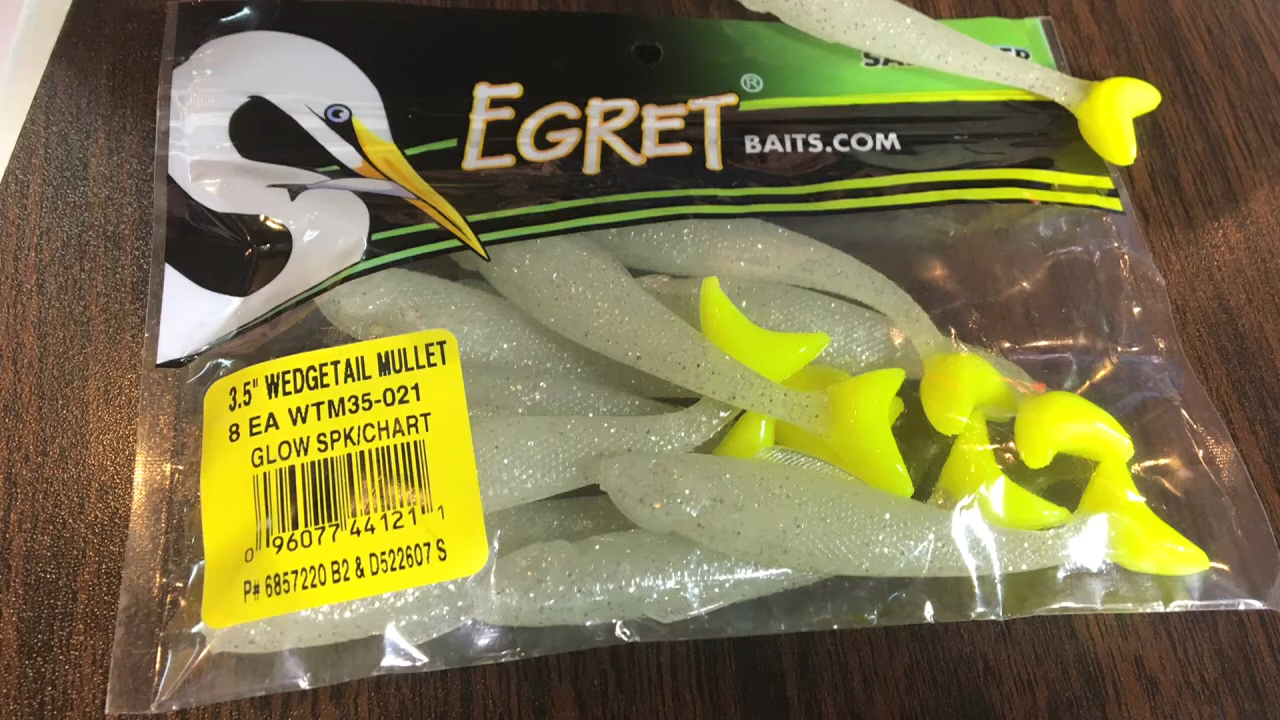 EGRET®
BAITS.COM
3.5" WEDGETAIL MULLET
8 EA WTM35-021
GLOW SPK/CHART
0 96077 44121 1
P# 6857220 B2 & D522607 S